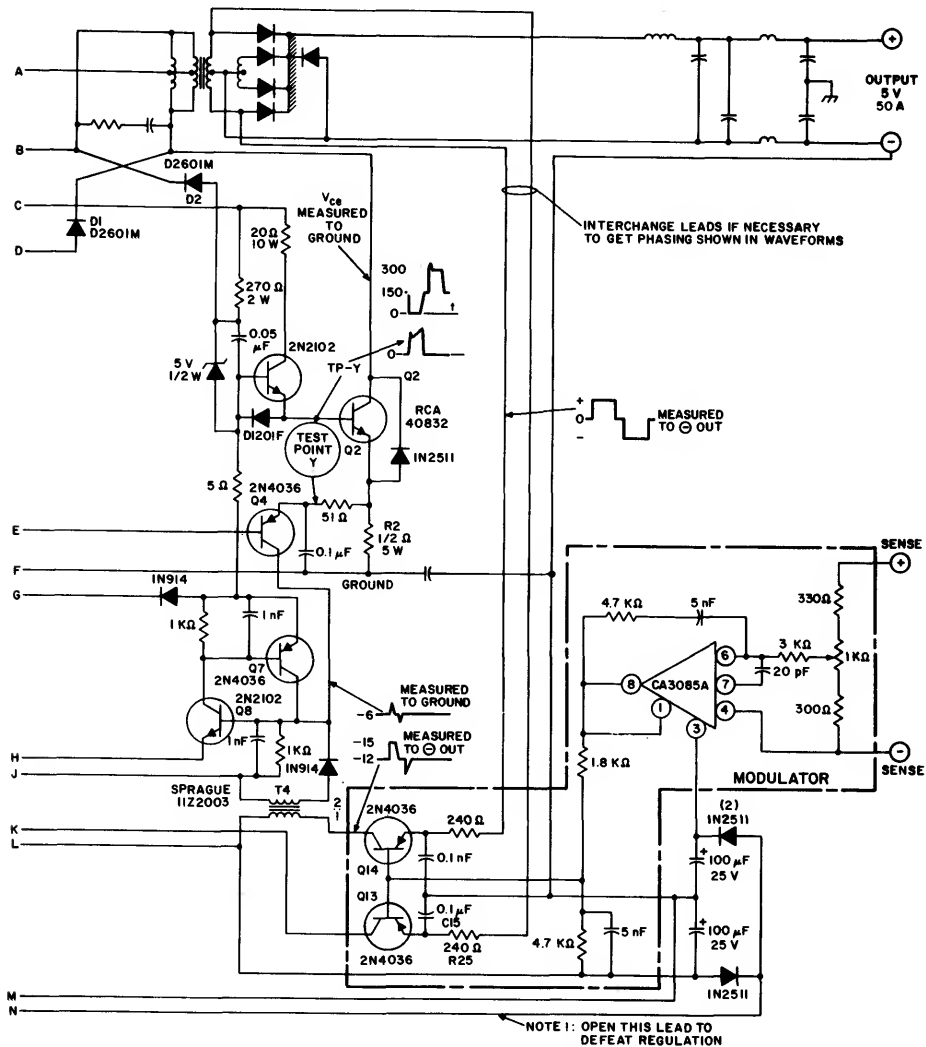 A
B
C
D
E
F
G
H
J
K
L
M
N
OUTPUT
5 V
50 A
+
−
D2601M
D2
D1
D2601M
Vce
MEASURED
TO
GROUND
20Ω
10 W
300
150
0
t
270 Ω
2 W
0.05
μF
2N2102
0
TP-Y
5 V
1/2 W
Q2
RCA
40832
D1201F
TEST
POINT
Y
Q2
1N2511
INTERCHANGE LEADS IF NECESSARY
TO GET PHASING SHOWN IN WAVEFORMS
+
0
−
MEASURED
TO ⊖ OUT
5 Ω
2N4036
Q4
51Ω
0.1 μF
R2
1/2 Ω
5 W
GROUND
1N914
1 KΩ
1 nF
Q7
2N4036
2N2102
Q8
1 nF
1KΩ
1N914
MEASURED
TO GROUND
-6
MEASURED
TO ⊖ OUT
-15
-12
SPRAGUE
11Z2003
T4
2:1
SENSE
+
4.7 KΩ
5 nF
330Ω
3 KΩ
1KΩ
20 pF
300Ω
CA3085A
8
6
7
4
1
3
−
SENSE
1.8 KΩ
MODULATOR
2N4036
Q14
240Ω
0.1 nF
Q13
0.1μF
C15
240 Ω
R25
2N4036
4.7 KΩ
5 nF
(2)
1N2511
+
100 μF
25 V
+
100 μF
25 V
1N2511
NOTE 1: OPEN THIS LEAD TO
DEFEAT REGULATION